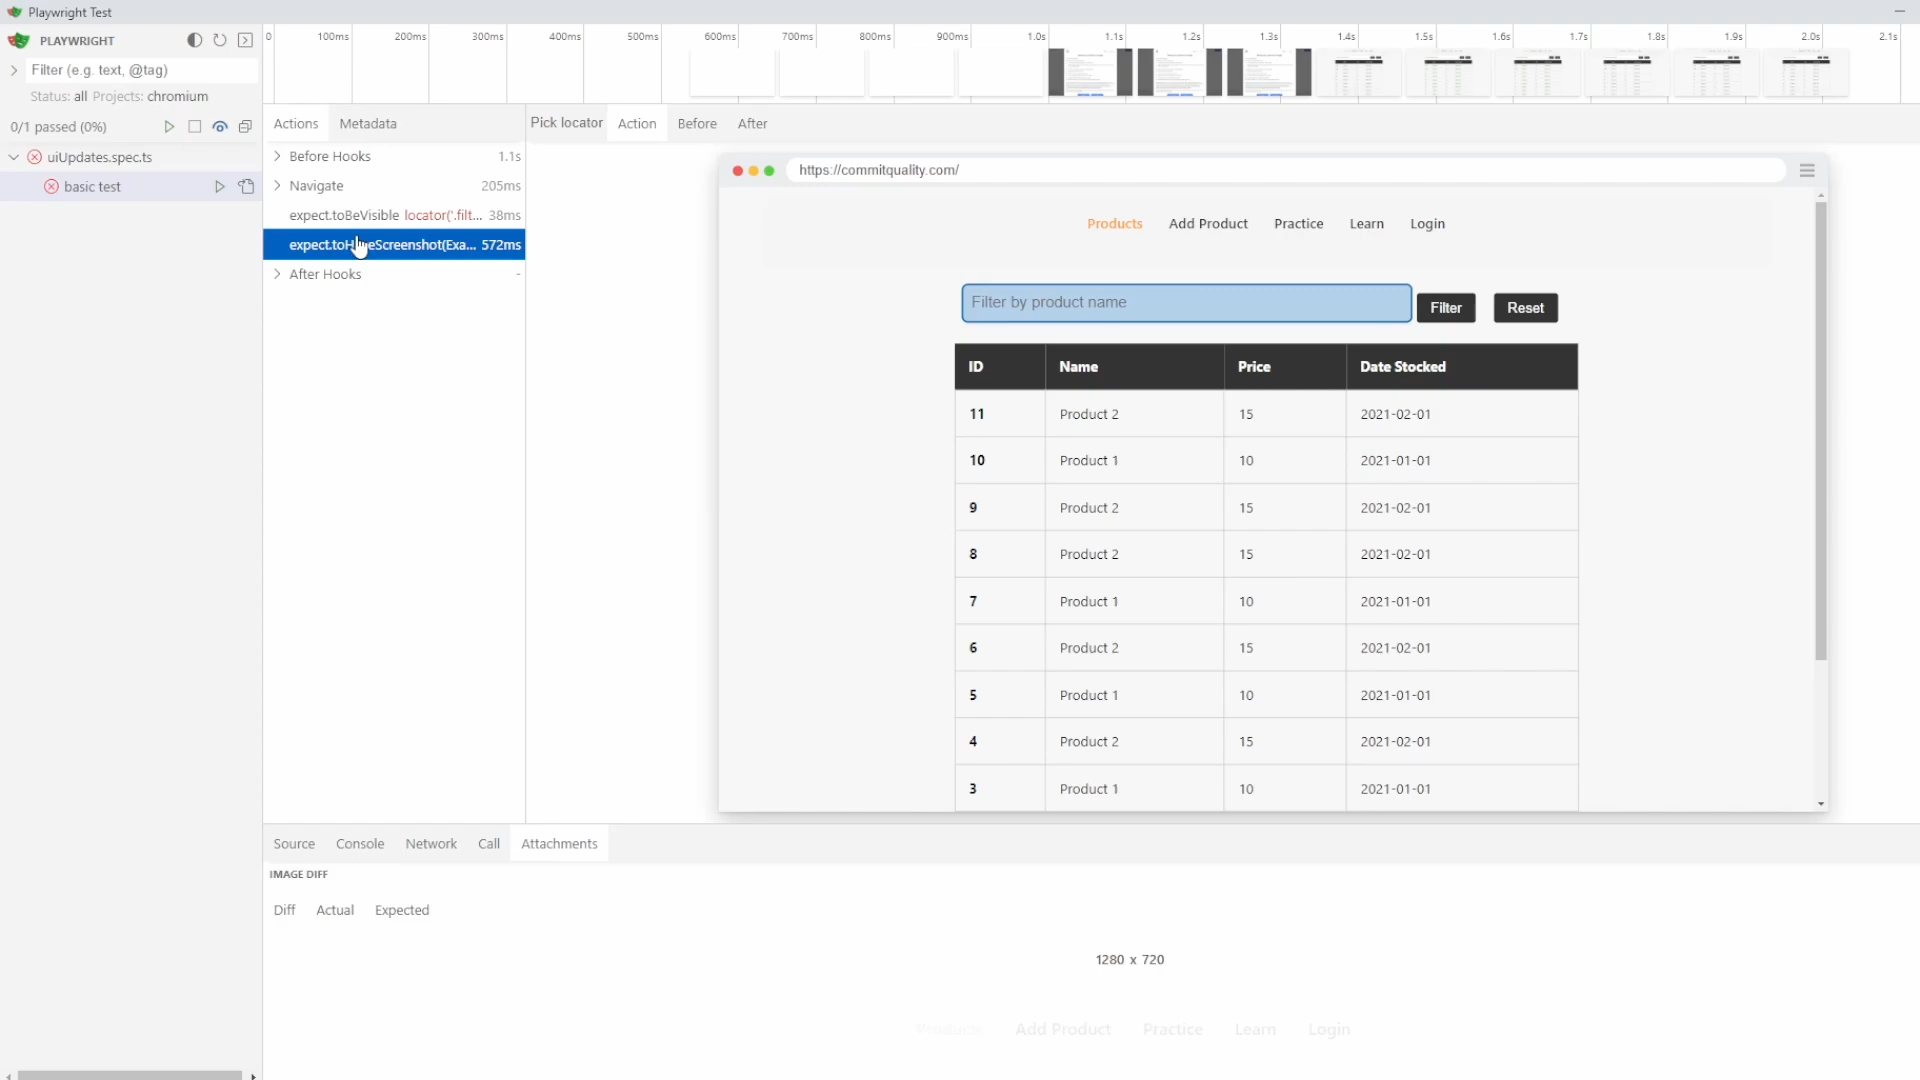 Playwright Test
PLAYWRIGHT
Filter (e.g. text, @tag)
Status: all Projects: chromium
0/1 passed (0%)
uiUpdates.spec.ts
basic test
0 100ms 200ms 300ms 400ms 500ms 600ms 700ms 800ms 900ms 1.0s 1.1s 1.2s 1.3s 1.4s 1.5s 1.6s 1.7s 1.8s 1.9s 2.0s 2.1s
Actions Metadata
Before Hooks 1.1s
Navigate 205ms
expect.toBeVisible locator('.filt... 38ms
eScreenshot(Exa... 572ms
After Hooks -
Pick locator Action Before After
https://commitquality.com/
Products Add Product Practice Learn Login
Filter by product name Filter Reset
ID Name Price Date Stocked
11 Product 2 15 2021-02-01
10 Product 1 10 2021-01-01
9 Product 2 15 2021-02-01
8 Product 2 15 2021-02-01
7 Product 1 10 2021-01-01
6 Product 2 15 2021-02-01
5 Product 1 10 2021-01-01
4 Product 2 15 2021-02-01
3 Product 1 10 2021-01-01
Source Console Network Call Attachments
IMAGE DIFF
Diff Actual Expected
1280 x 720
Products Add Product Practice Learn Login